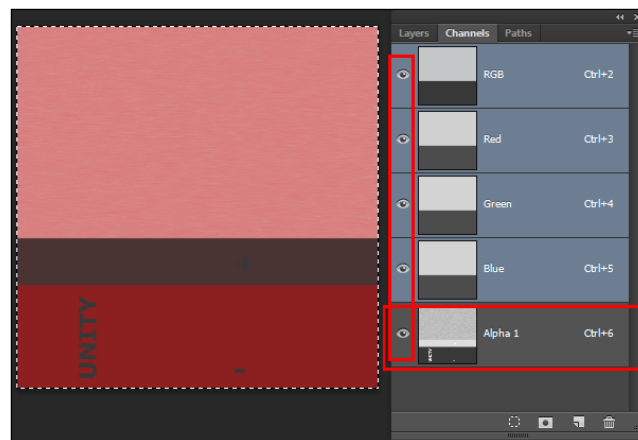 Layers Channels Paths
RGB Ctrl+2
Red Ctrl+3
Green Ctrl+4
Blue Ctrl+5
Alpha 1 Ctrl+6
+
UNITY
-